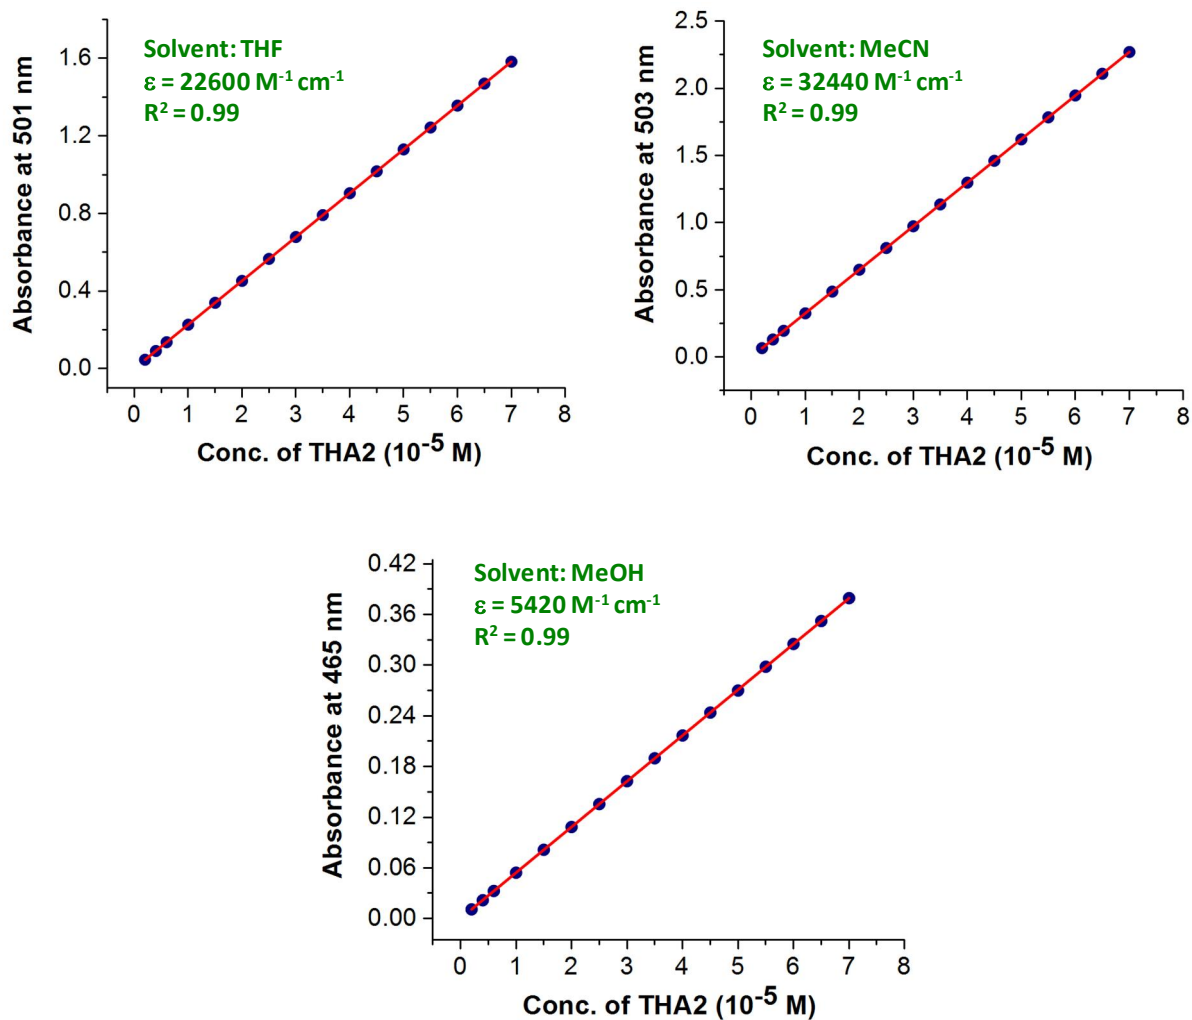 Solvent: THF
ε = 22600 M⁻¹ cm⁻¹
R² = 0.99
Absorbance at 501 nm
1.6
1.2
0.8
0.4
0.0
0 1 2 3 4 5 6 7 8
Conc. of THA2 (10⁻⁵ M)
Solvent: MeCN
ε = 32440 M⁻¹ cm⁻¹
R² = 0.99
Absorbance at 503 nm
2.5
2.0
1.5
1.0
0.5
0.0
0 1 2 3 4 5 6 7 8
Conc. of THA2 (10⁻⁵ M)
Solvent: MeOH
ε = 5420 M⁻¹ cm⁻¹
R² = 0.99
Absorbance at 465 nm
0.42
0.36
0.30
0.24
0.18
0.12
0.06
0.00
0 1 2 3 4 5 6 7 8
Conc. of THA2 (10⁻⁵ M)